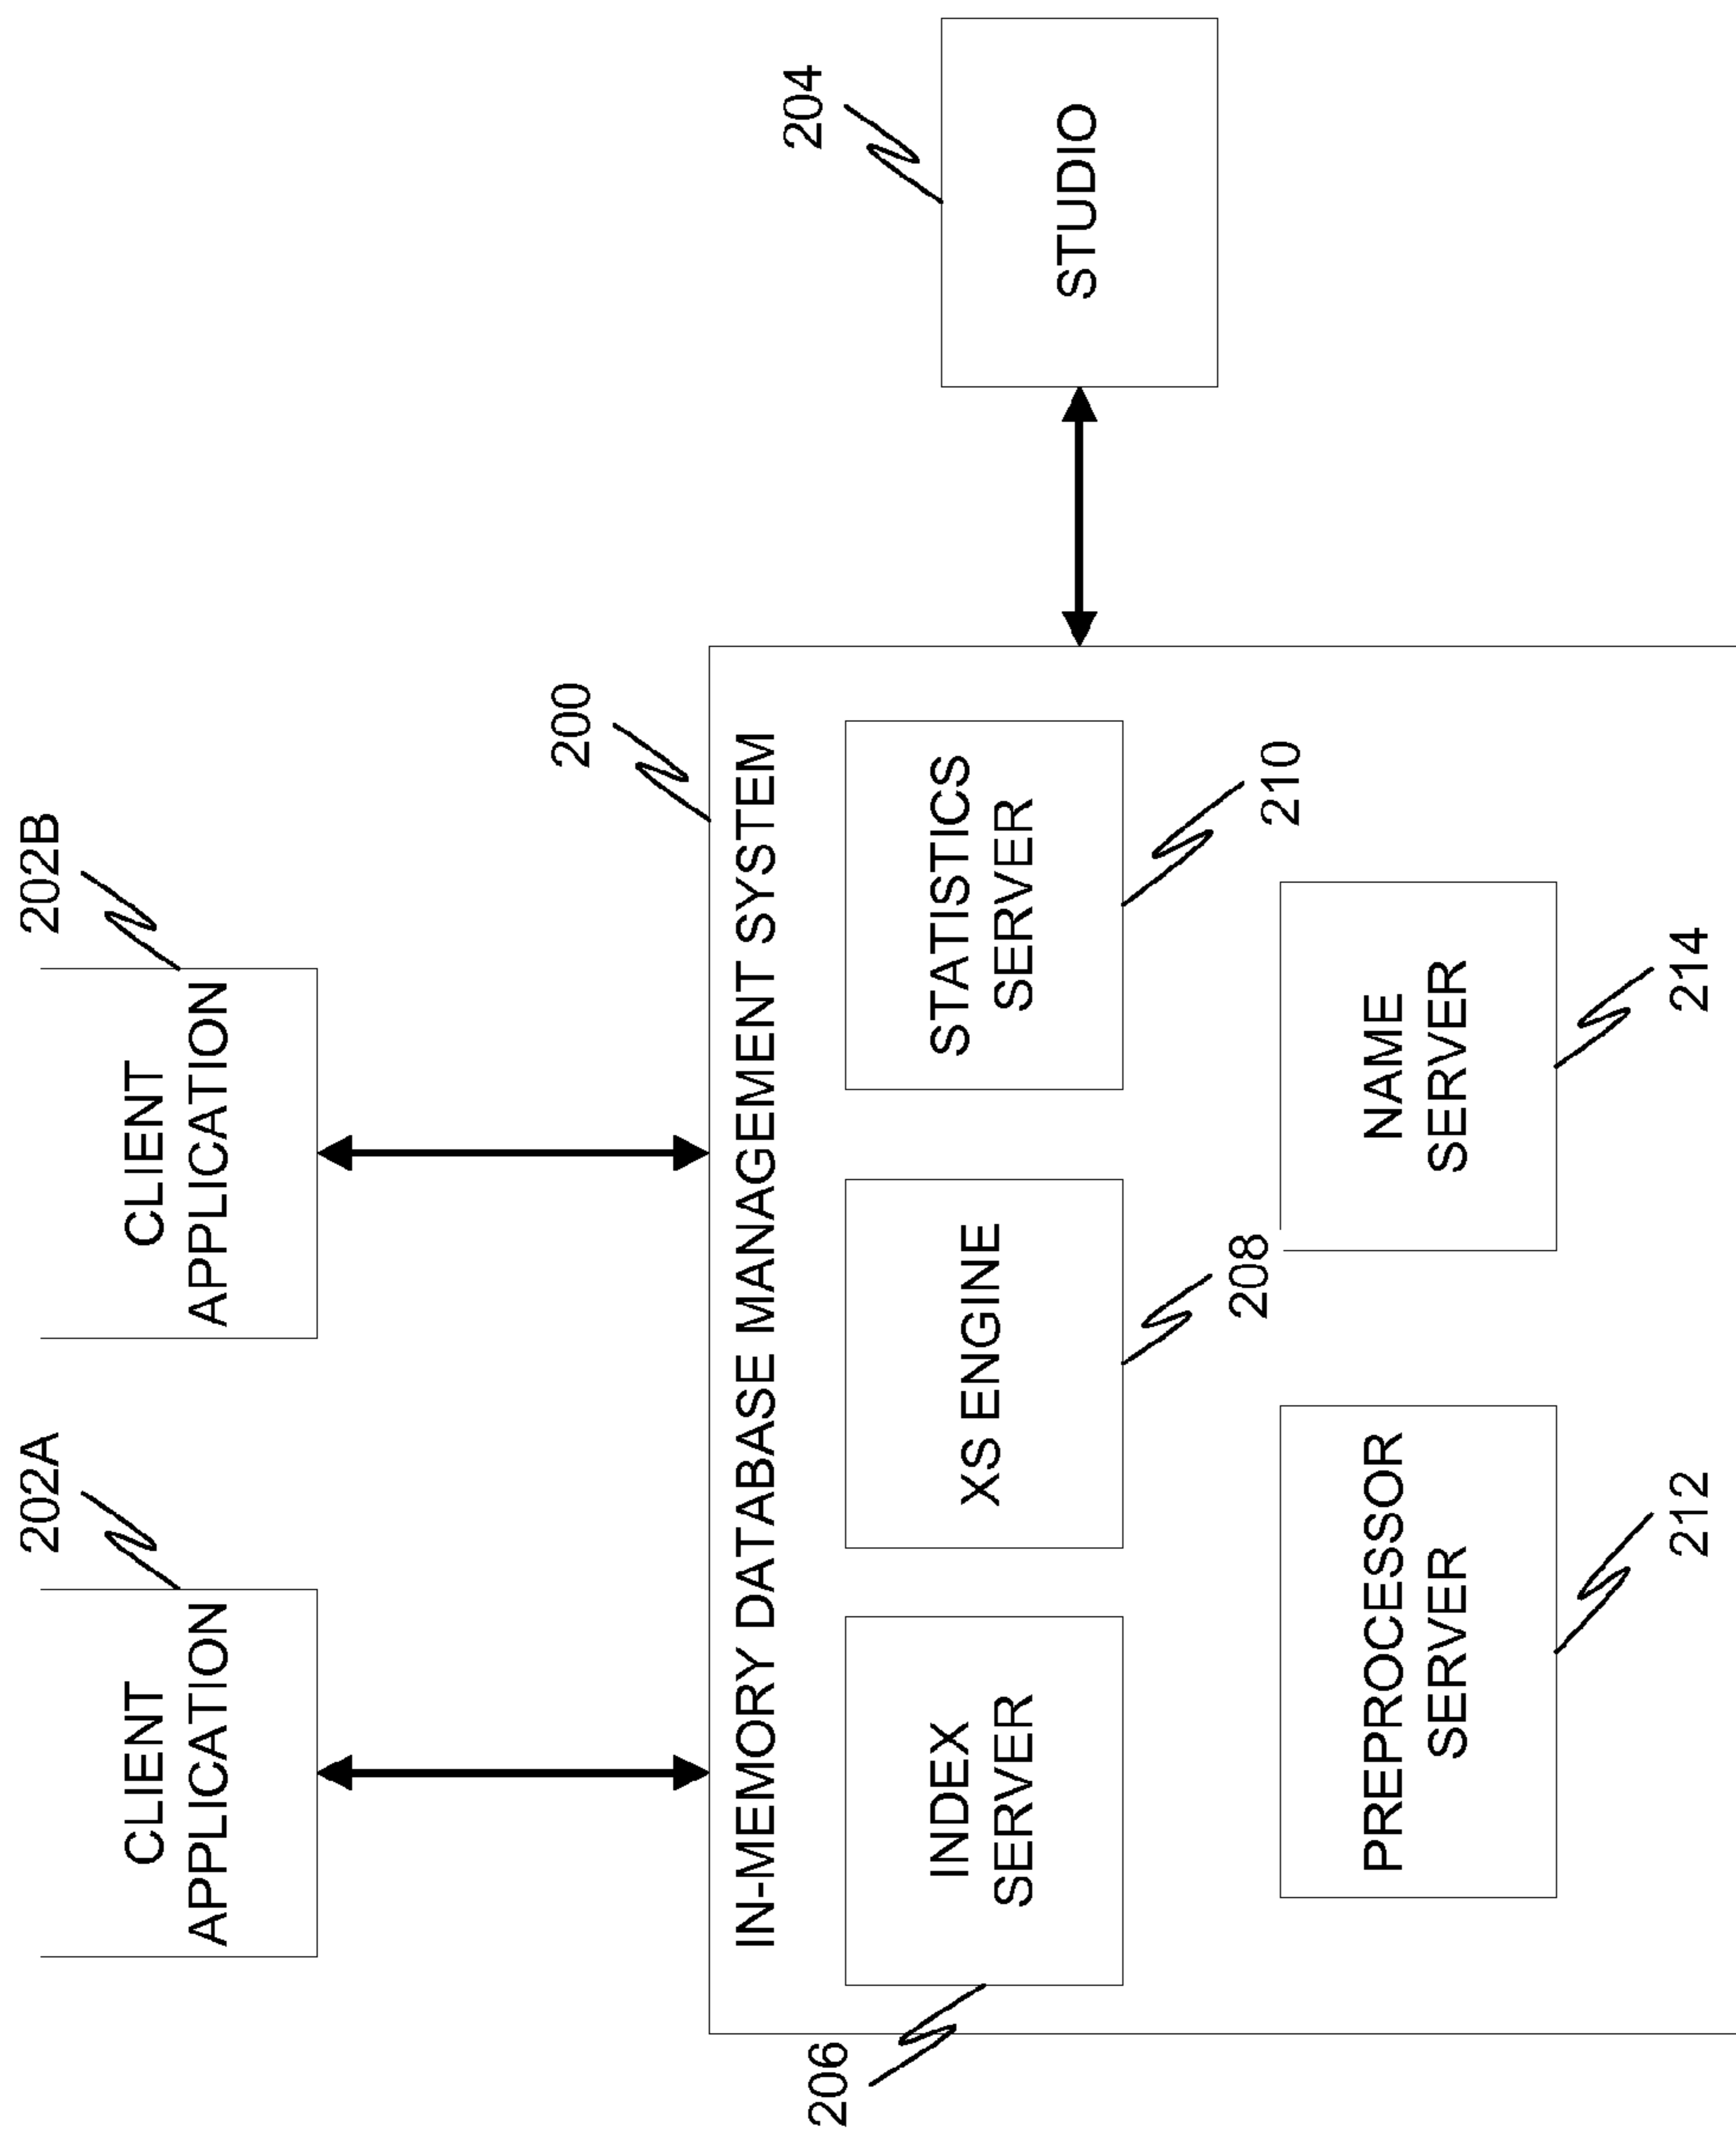 202A
202B
CLIENT
APPLICATION
CLIENT
APPLICATION
200
204
IN-MEMORY DATABASE MANAGEMENT SYSTEM
STUDIO
206
INDEX
SERVER
XS ENGINE
STATISTICS
SERVER
208
210
PREPROCESSOR
SERVER
NAME
SERVER
212
214